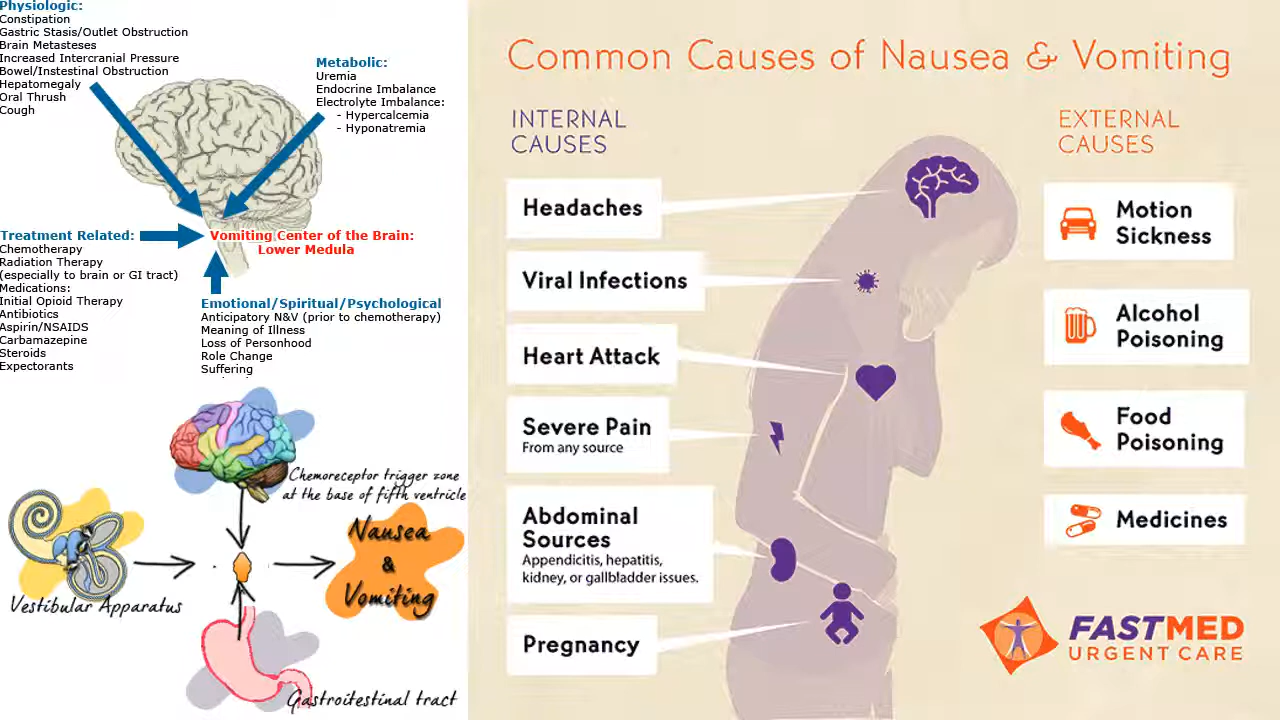 Physiologic:
Constipation
Gastric Stasis/Outlet Obstruction
Brain Metasteses
Increased Intercranial Pressure
Bowel/Instestinal Obstruction
Hepatomegaly
Oral Thrush
Cough
Metabolic:
Uremia
Endocrine Imbalance
Electrolyte Imbalance:
- Hypercalcemia
- Hyponatremia
Treatment Related:
Chemotherapy
Radiation Therapy
(especially to brain or GI tract)
Medications:
Initial Opioid Therapy
Antibiotics
Aspirin/NSAIDS
Carbamazepine
Steroids
Expectorants
Vomiting Center of the Brain:
Lower Medula
Emotional/Spiritual/Psychological
Anticipatory N&V (prior to chemotherapy)
Meaning of Illness
Loss of Personhood
Role Change
Suffering
Chemoreceptor trigger zone
at the base of fifth ventricle
Vestibular Apparatus
Nausea
&
Vomiting
Gastroitestinal tract
Common Causes of Nausea & Vomiting
INTERNAL
CAUSES
Headaches
Viral Infections
Heart Attack
Severe Pain
From any source
Abdominal
Sources
Appendicitis, hepatitis,
kidney, or gallbladder issues.
Pregnancy
EXTERNAL
CAUSES
Motion
Sickness
Alcohol
Poisoning
Food
Poisoning
Medicines
FASTMED
URGENT CARE